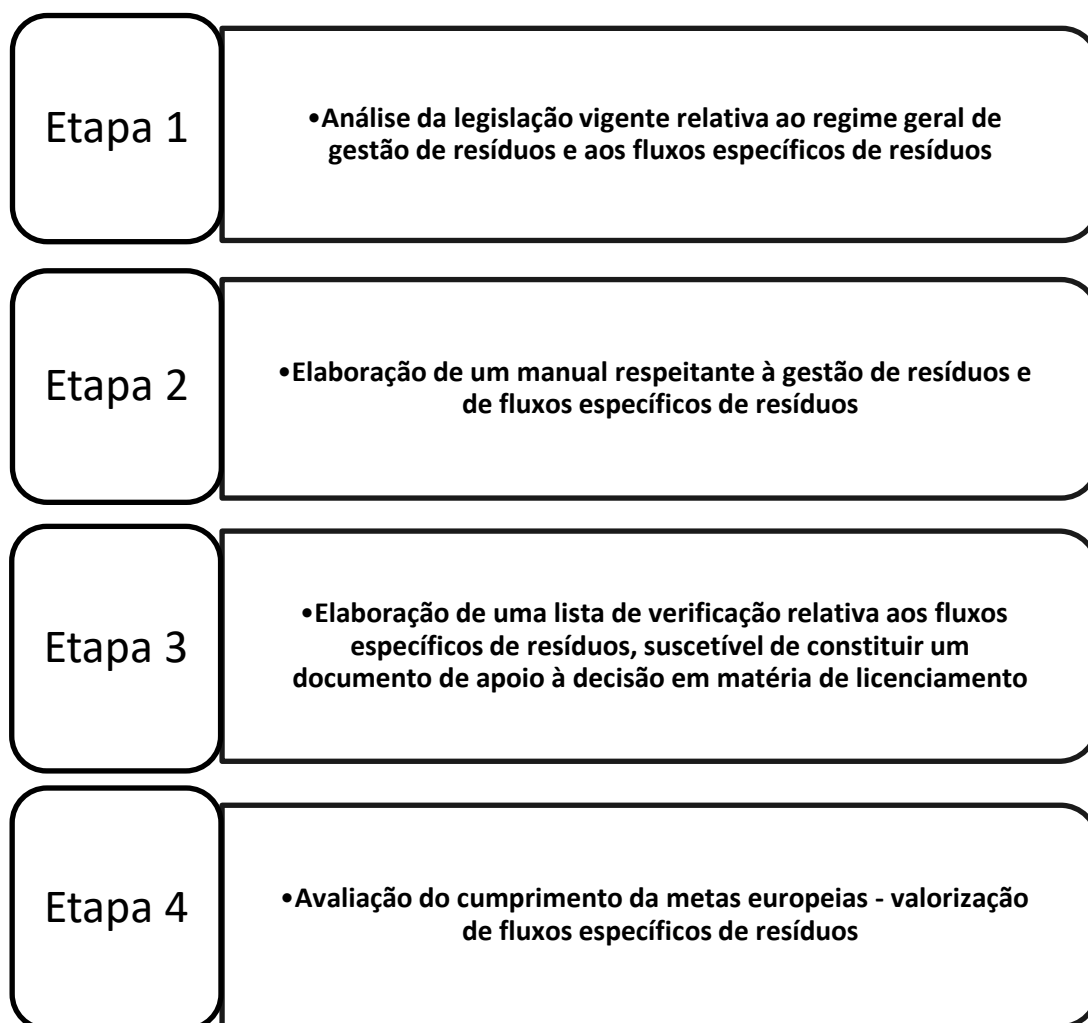 Etapa 1
•Análise da legislação vigente relativa ao regime geral de
gestão de resíduos e aos fluxos específicos de resíduos
Etapa 2
•Elaboração de um manual respeitante à gestão de resíduos e
de fluxos específicos de resíduos
Etapa 3
•Elaboração de uma lista de verificação relativa aos fluxos
específicos de resíduos, suscetível de constituir um
documento de apoio à decisão em matéria de licenciamento
Etapa 4
•Avaliação do cumprimento da metas europeias - valorização
de fluxos específicos de resíduos